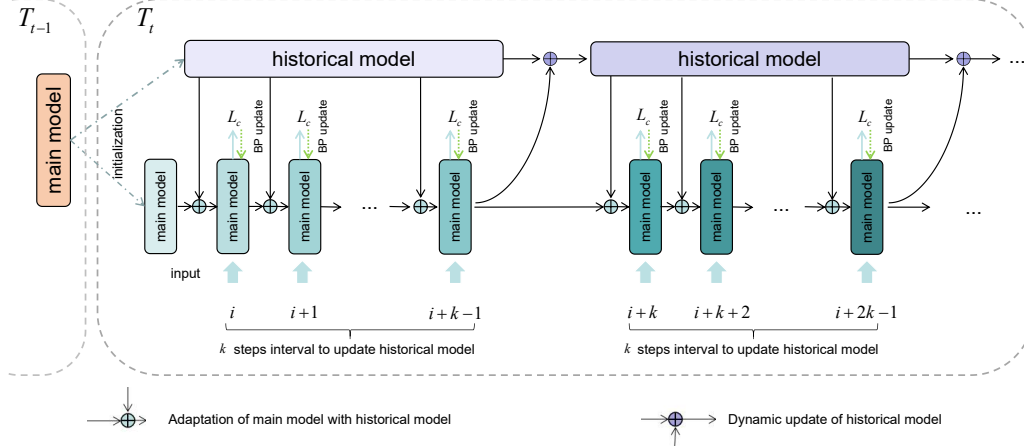 T_{t-1}
T_t
historical model
historical model
...
main model
initialization
L_c
BP update
L_c
BP update
L_c
BP update
L_c
BP update
L_c
BP update
L_c
BP update
main model
main model
main model
...
main model
main model
main model
...
main model
...
input
i
i+1
i+k-1
i+k
i+k+2
i+2k-1
k steps interval to update historical model
k steps interval to update historical model
Adaptation of main model with historical model
Dynamic update of historical model